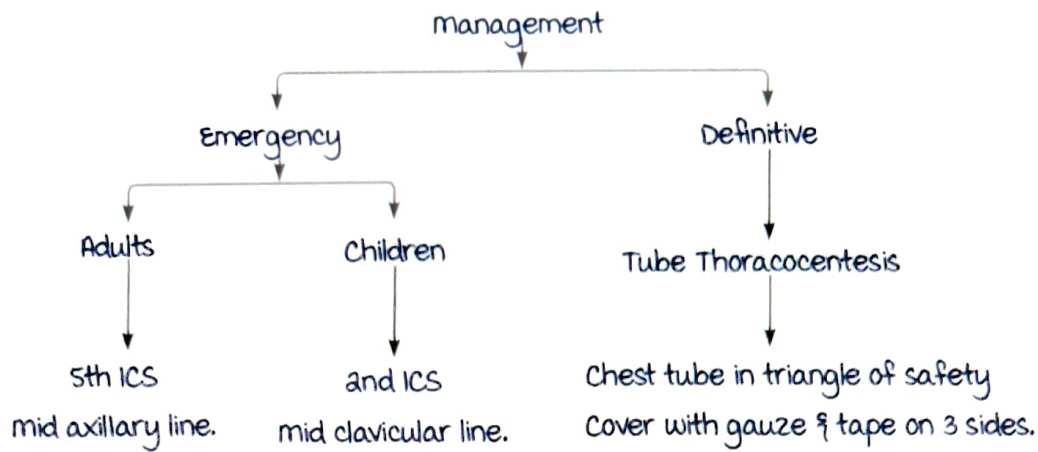 management
Emergency
Definitive
Adults
Children
Tube Thoracocentesis
5th ICS
mid axillary line.
2nd ICS
mid clavicular line.
Chest tube in triangle of safety
Cover with gauze & tape on 3 sides.